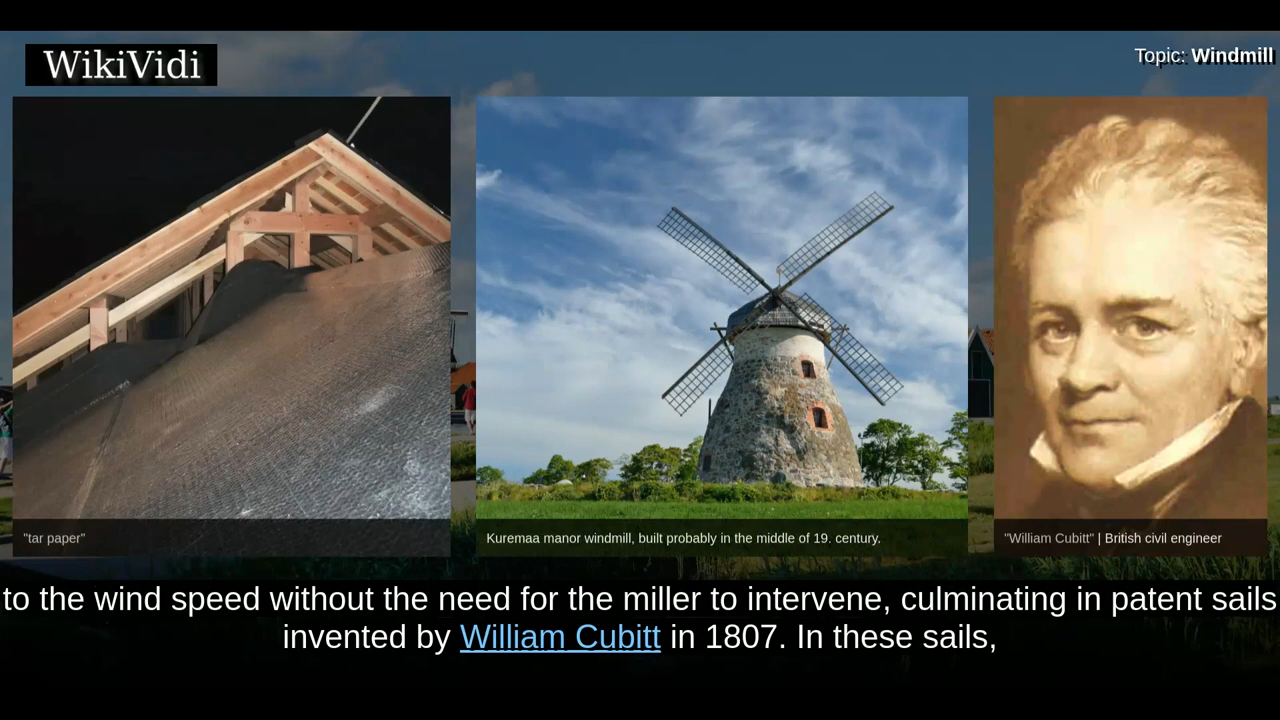 WikiVidi
Topic: Windmill
"tar paper"
Kuremaa manor windmill, built probably in the middle of 19. century.
"William Cubitt" | British civil engineer
to the wind speed without the need for the miller to intervene, culminating in patent sails
invented by William Cubitt in 1807. In these sails,